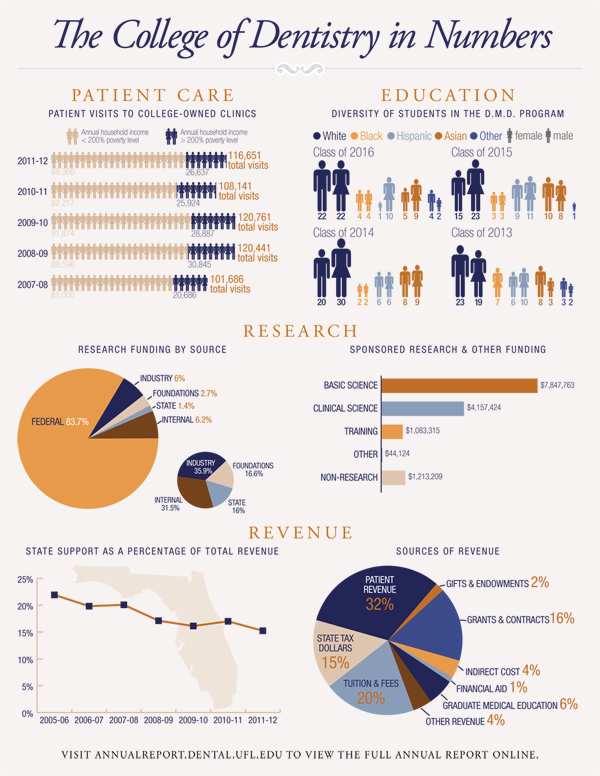 The College of Dentistry in Numbers
PATIENT CARE
PATIENT VISITS TO COLLEGE-OWNED CLINICS
Annual household income
< 200% poverty level
Annual household income
> 200% poverty level
2011-12
116,651
total visits
26,637
2010-11
108,141
total visits
25,924
2009-10
120,761
total visits
28,887
2008-09
120,441
total visits
30,845
2007-08
101,686
total visits
20,686
EDUCATION
DIVERSITY OF STUDENTS IN THE D.M.D. PROGRAM
White Black Hispanic Asian Other female male
Class of 2016
22 22 4 4 1 10 5 9 4 2
Class of 2015
15 23 3 3 9 11 10 8 1
Class of 2014
20 30 2 2 6 6 8 9
Class of 2013
23 19 7 6 10 8 3 3 2
RESEARCH
RESEARCH FUNDING BY SOURCE
FEDERAL 83.7%
INDUSTRY 6%
FOUNDATIONS 2.7%
STATE 1.4%
INTERNAL 6.2%
INDUSTRY
35.9%
FOUNDATIONS
16.6%
STATE
16%
INTERNAL
31.5%
SPONSORED RESEARCH & OTHER FUNDING
BASIC SCIENCE $7,847,763
CLINICAL SCIENCE $4,157,424
TRAINING $1,083,315
OTHER $44,124
NON-RESEARCH $1,213,209
REVENUE
STATE SUPPORT AS A PERCENTAGE OF TOTAL REVENUE
25%
20%
15%
10%
5%
0%
2005-06 2006-07 2007-08 2008-09 2009-10 2010-11 2011-12
SOURCES OF REVENUE
PATIENT
REVENUE
32%
GIFTS & ENDOWMENTS 2%
GRANTS & CONTRACTS 16%
INDIRECT COST 4%
FINANCIAL AID 1%
GRADUATE MEDICAL EDUCATION 6%
OTHER REVENUE 4%
TUITION & FEES
20%
STATE TAX
DOLLARS
15%
VISIT ANNUALREPORT.DENTAL.UFL.EDU TO VIEW THE FULL ANNUAL REPORT ONLINE.